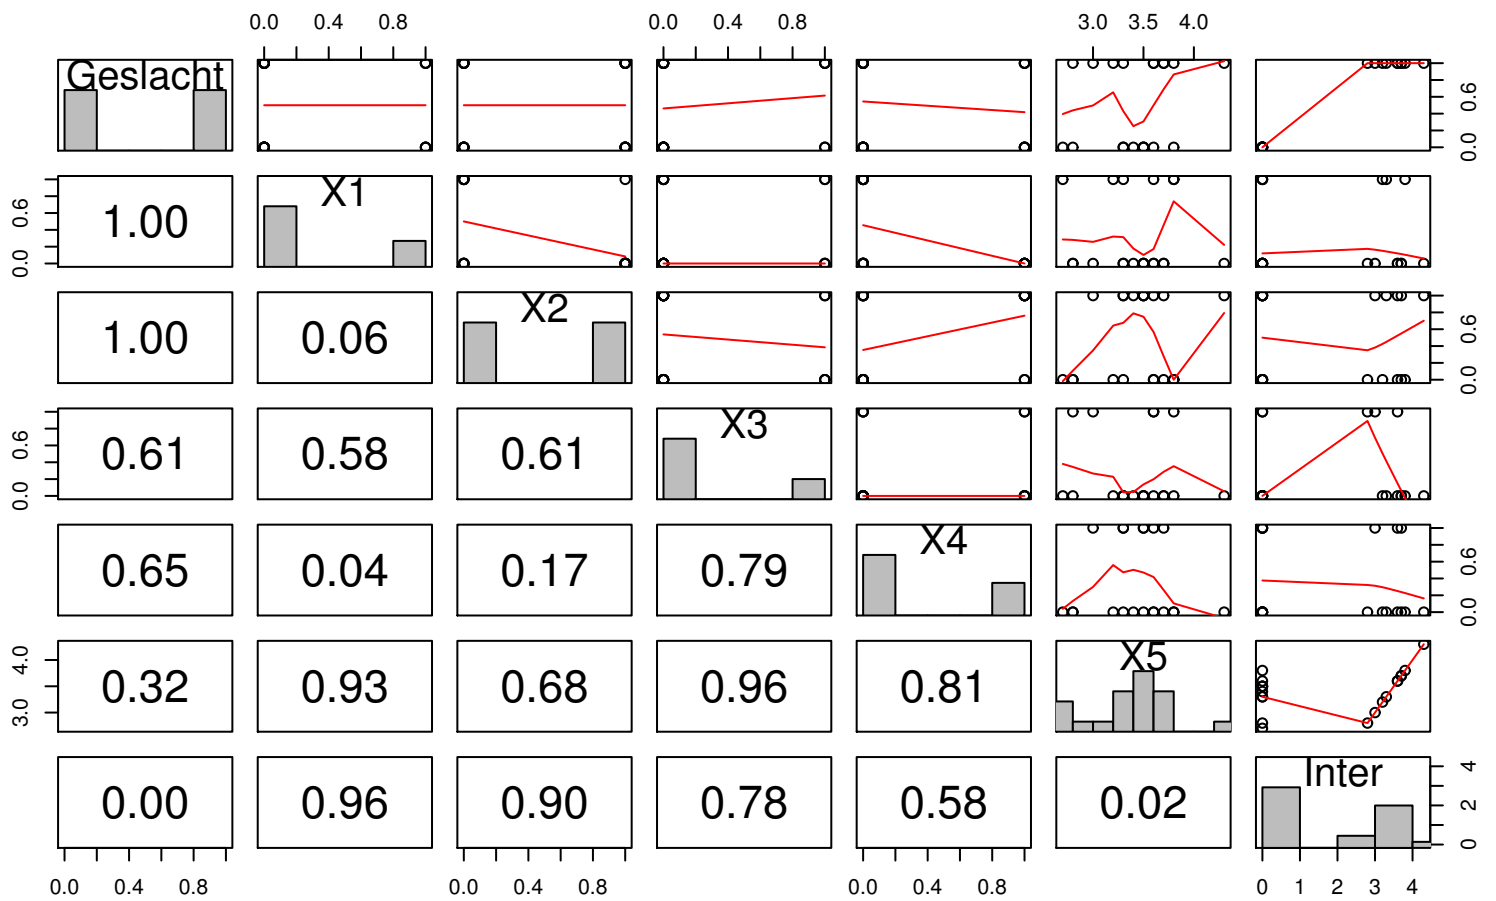 0.0 0.4 0.8 0.0 0.4 0.8 3.0 3.5 4.0
Geslacht
0.0 0.6
1.00 X1
0.0 0.6
1.00 0.06 X2
0.0 0.6
0.61 0.58 0.61 X3
0.0 0.6
0.65 0.04 0.17 0.79 X4
0.0 0.6
0.32 0.93 0.68 0.96 0.81 X5
3.0 4.0
0.00 0.96 0.90 0.78 0.58 0.02 Inter
0 2 4
0.0 0.4 0.8 0.0 0.4 0.8 0.0 0.4 0.8 0 1 2 3 4